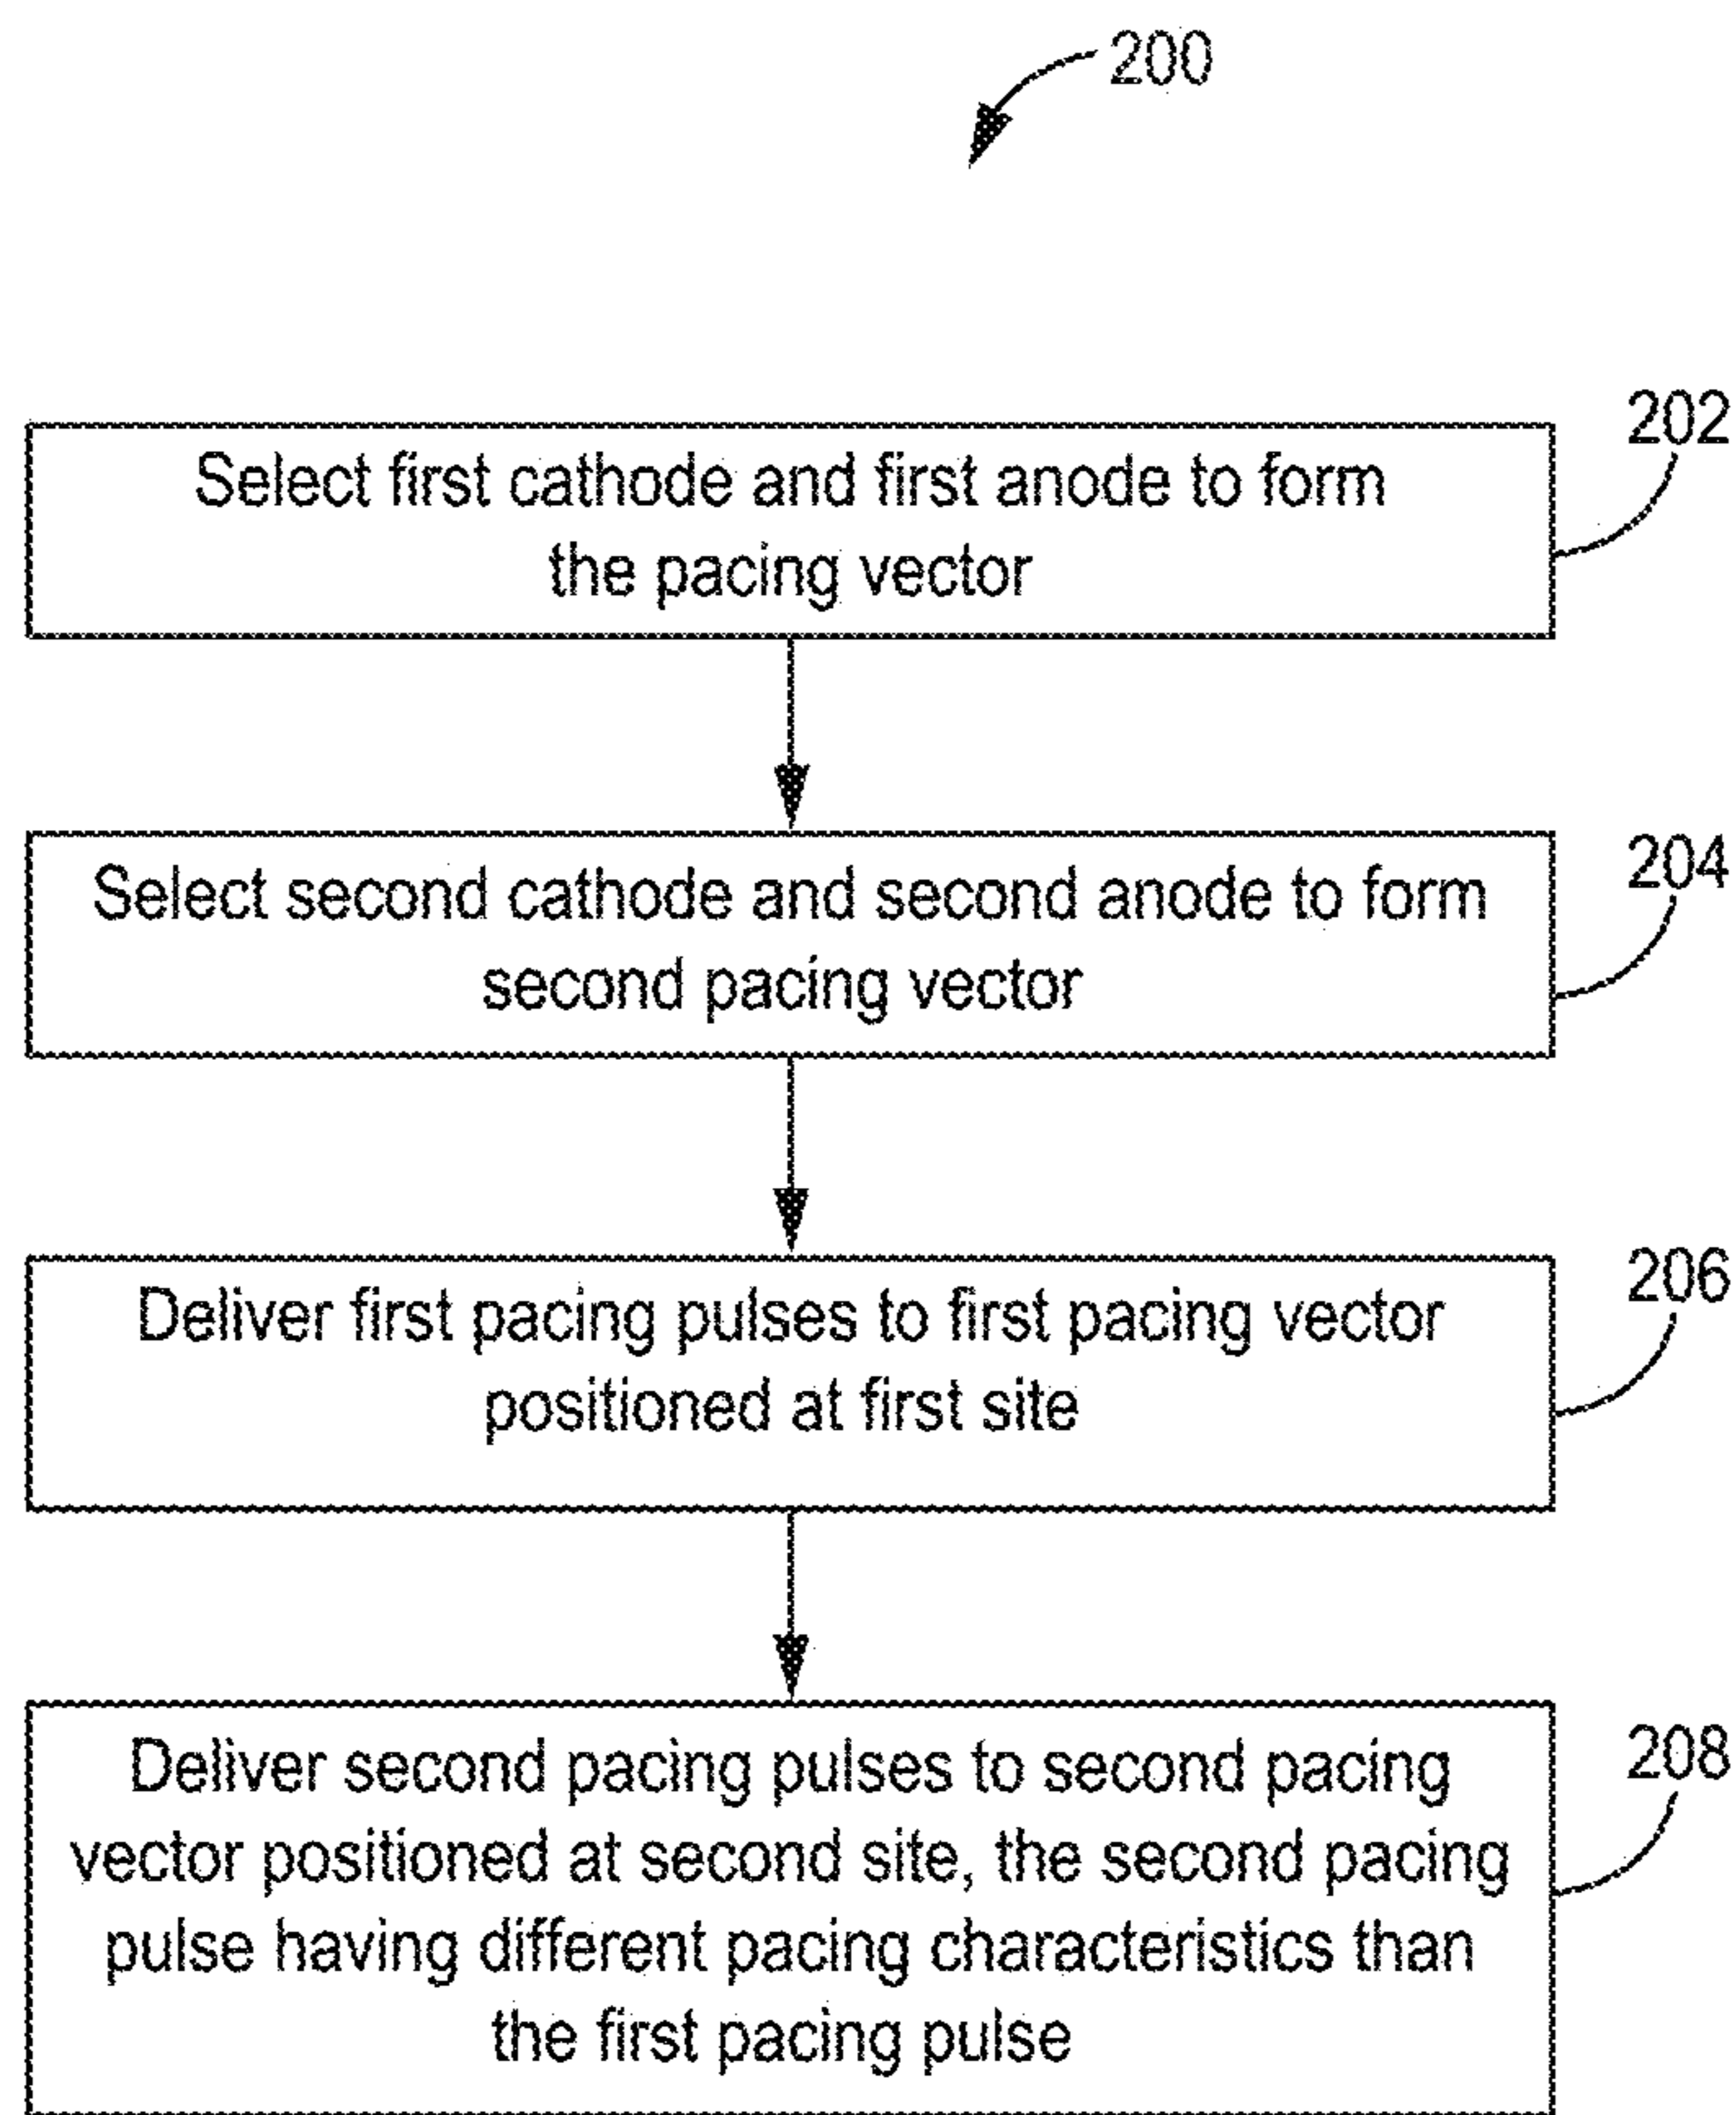 200
202
Select first cathode and first anode to form
the pacing vector
204
Select second cathode and second anode to form
second pacing vector
206
Deliver first pacing pulses to first pacing vector
positioned at first site
208
Deliver second pacing pulses to second pacing
vector positioned at second site, the second pacing
pulse having different pacing characteristics than
the first pacing pulse